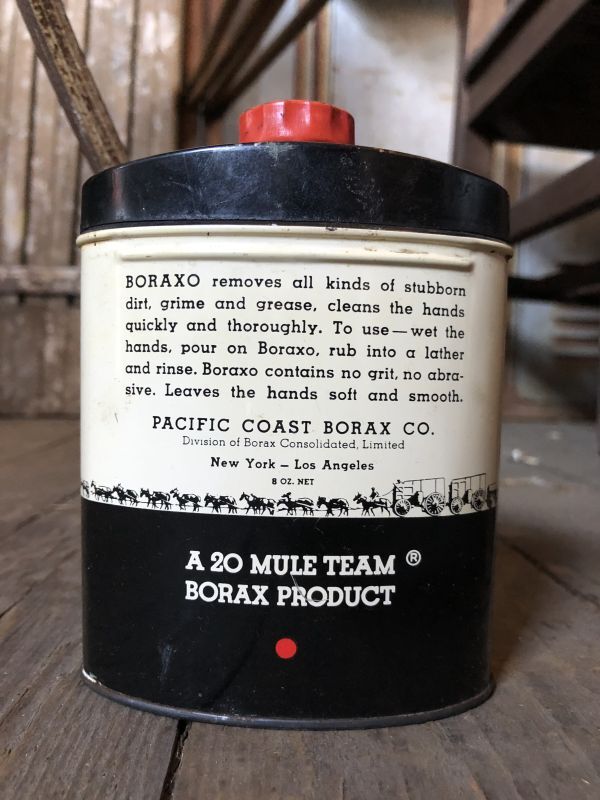 BORAXO removes all kinds of stubborn
dirt, grime and grease, cleans the hands
quickly and thoroughly. To use—wet the
hands, pour on Boraxo, rub into a lather
and rinse. Boraxo contains no grit, no abra-
sive. Leaves the hands soft and smooth.
PACIFIC COAST BORAX CO.
Division of Borax Consolidated, Limited
New York – Los Angeles
8 OZ. NET
A 20 MULE TEAM ®
BORAX PRODUCT